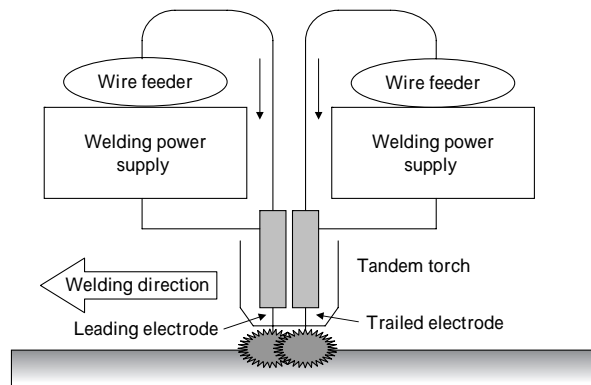 Wire feeder
Wire feeder
Welding power
supply
Welding power
supply
Tandem torch
Welding direction
Leading electrode
Trailed electrode